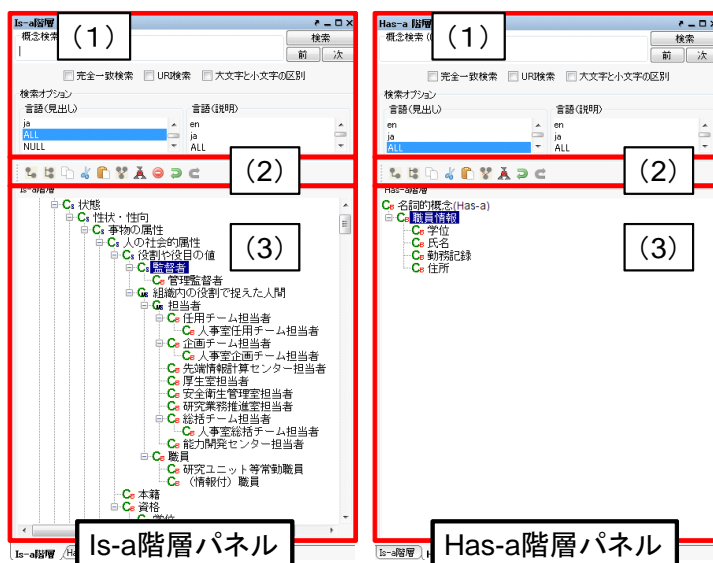 Is-a階層
概念検索
(1)
検索
前 次
完全一致検索 URI検索 大文字と小文字の区別
検索オプション
言語(見出し) 言語(説明)
ja en
ALL ja
NULL ALL
(2)
Is-a階層
(3)
状態
性状・性向
事物の属性
人の社会的属性
役割や役目の値
監督者
管理監督者
組織内の役割で捉えた人間
担当者
任用チーム担当者
人事室任用チーム担当者
企画チーム担当者
人事室企画チーム担当者
先端情報計算センター担当者
厚生室担当者
安全衛生管理室担当者
研究業務推進室担当者
総括チーム担当者
人事室総括チーム担当者
能力開発センター担当者
職員
研究ユニット等常勤職員
(情報付)職員
本籍
資格
学位
Is-a階層
Is-a階層パネル
Has-a 階層
概念検索
(1)
検索
前 次
完全一致検索 URI検索 大文字と小文字の区別
検索オプション
言語(見出し) 言語(説明)
en en
ja ja
ALL ALL
(2)
Has-a階層
(3)
名詞的概念(Has-a)
職員情報
学位
氏名
勤務記録
住所
Is-a階層
Has-a階層パネル